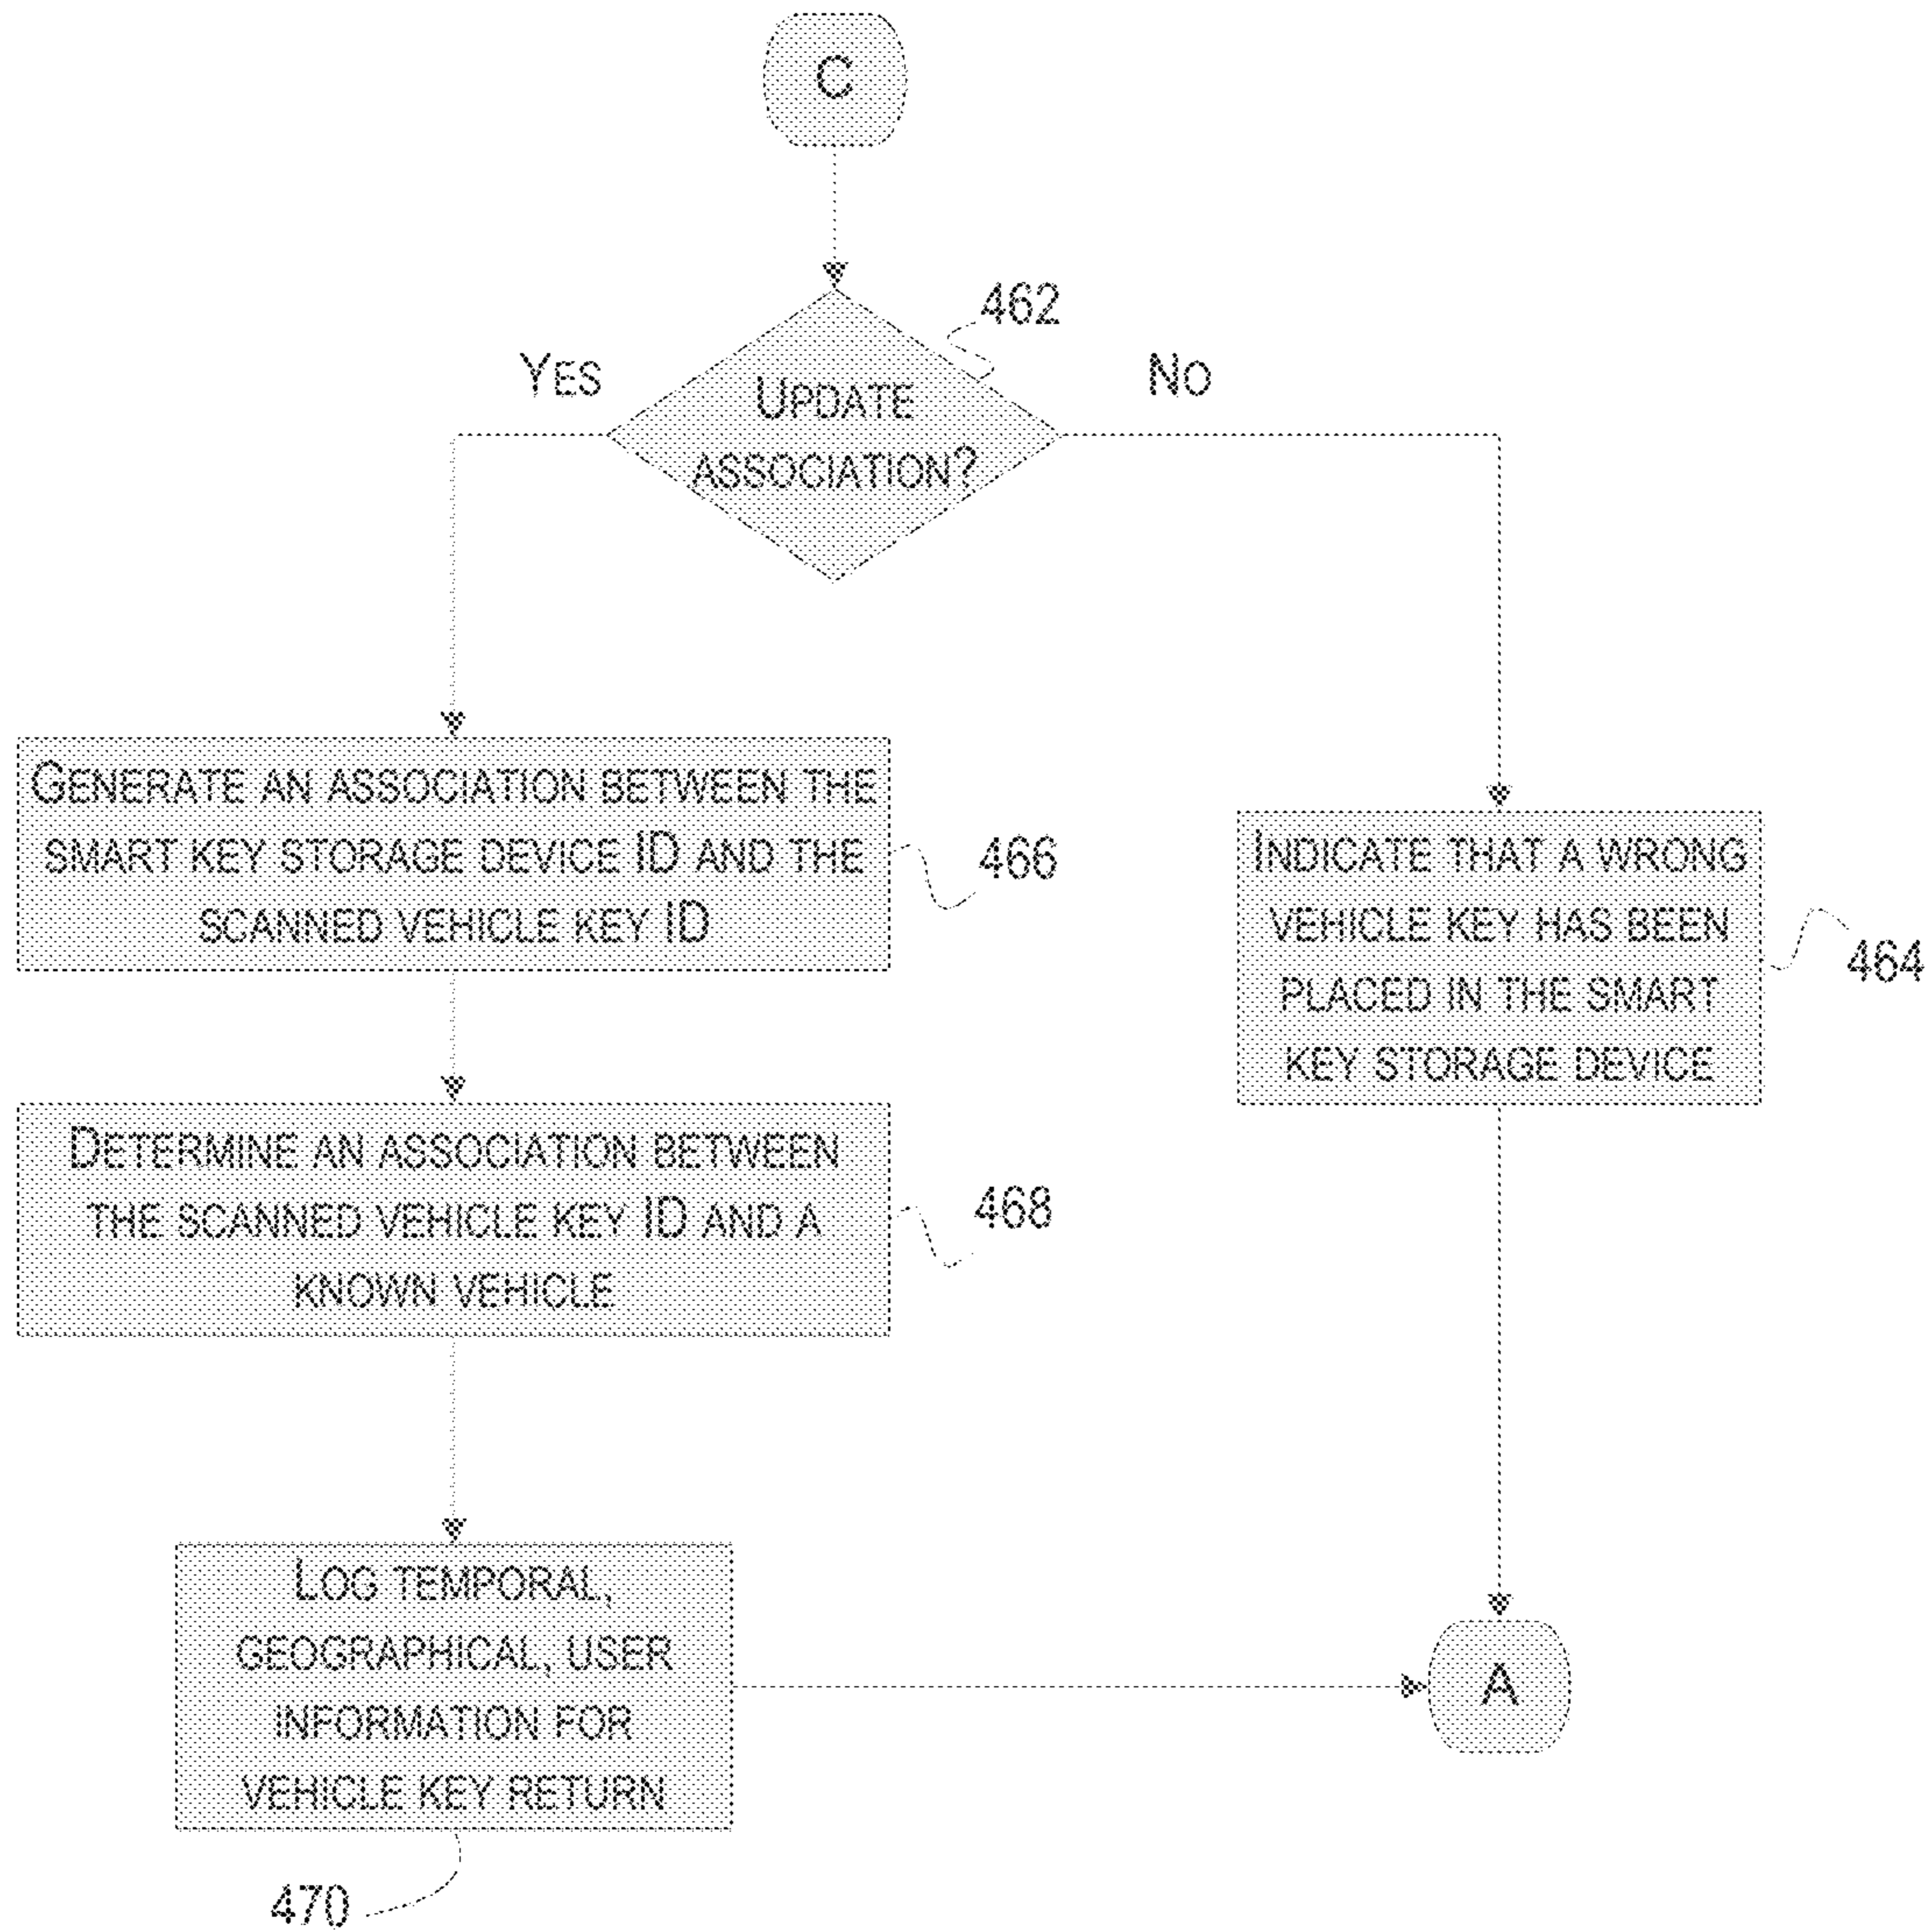 C
462
YES
NO
UPDATE
ASSOCIATION?
GENERATE AN ASSOCIATION BETWEEN THE
SMART KEY STORAGE DEVICE ID AND THE
SCANNED VEHICLE KEY ID
466
INDICATE THAT A WRONG
VEHICLE KEY HAS BEEN
PLACED IN THE SMART
KEY STORAGE DEVICE
464
DETERMINE AN ASSOCIATION BETWEEN
THE SCANNED VEHICLE KEY ID AND A
KNOWN VEHICLE
468
LOG TEMPORAL,
GEOGRAPHICAL, USER
INFORMATION FOR
VEHICLE KEY RETURN
A
470